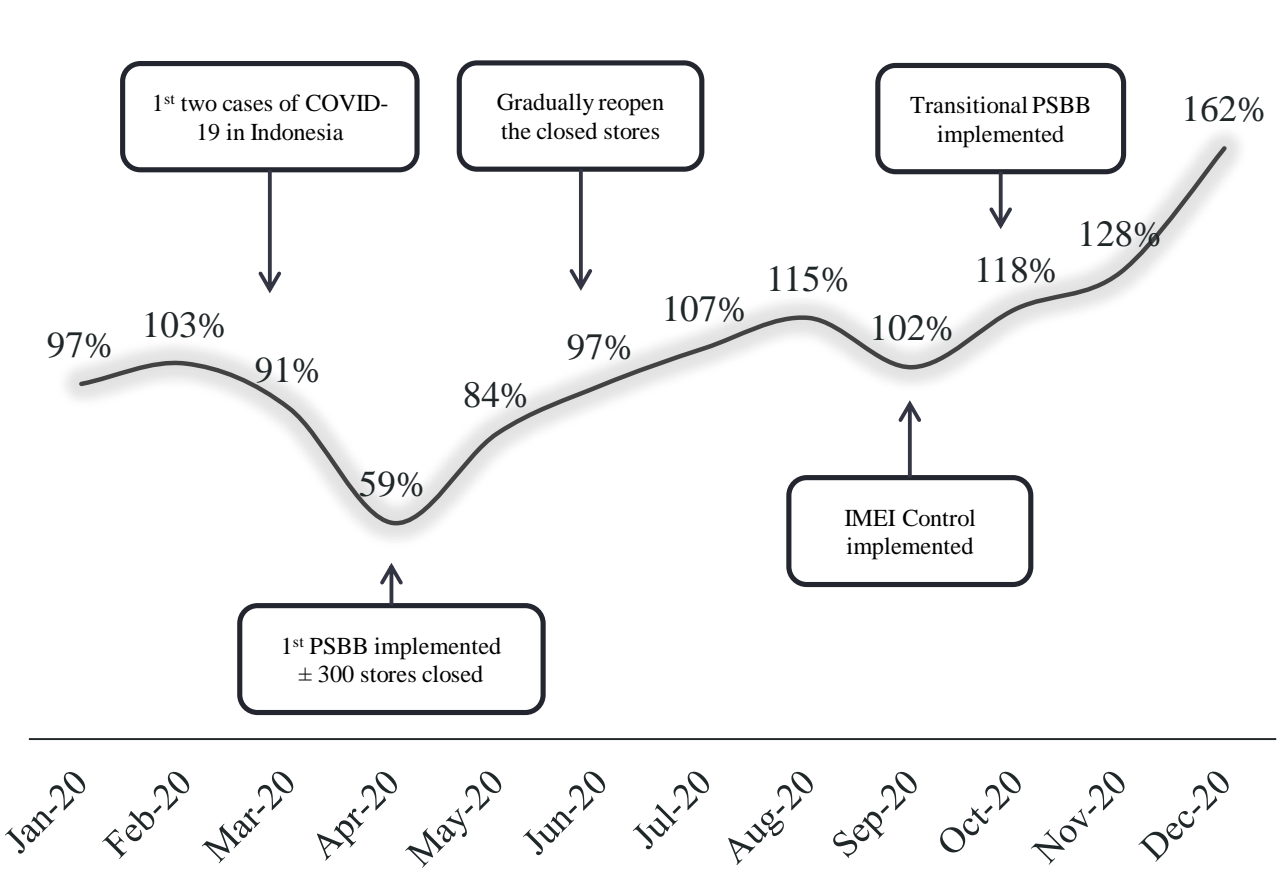 1st two cases of COVID-
19 in Indonesia
Gradually reopen
the closed stores
Transitional PSBB
implemented
162%
128%
118%
115%
107%
103%
102%
97%
97%
91%
84%
59%
IMEI Control
implemented
1st PSBB implemented
± 300 stores closed
Jan-20
Feb-20
Mar-20
Apr-20
May-20
Jun-20
Jul-20
Aug-20
Sep-20
Oct-20
Nov-20
Dec-20